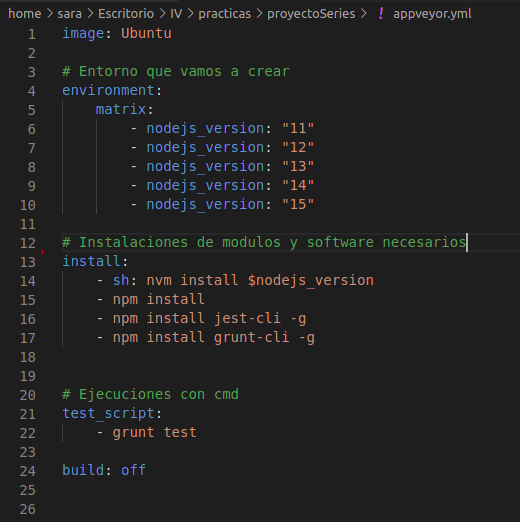 home > sara > Escritorio > IV > practicas > proyectoSeries > ! appveyor.yml
1 image: Ubuntu
2
3 # Entorno que vamos a crear
4 environment:
5 matrix:
6 - nodejs_version: "11"
7 - nodejs_version: "12"
8 - nodejs_version: "13"
9 - nodejs_version: "14"
10 - nodejs_version: "15"
11
12 # Instalaciones de modulos y software necesarios
13 install:
14 - sh: nvm install $nodejs_version
15 - npm install
16 - npm install jest-cli -g
17 - npm install grunt-cli -g
18
19
20 # Ejecuciones con cmd
21 test_script:
22 - grunt test
23
24 build: off
25
26